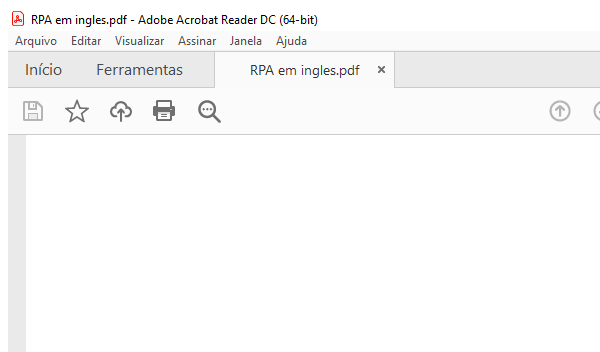 RPA em ingles.pdf - Adobe Acrobat Reader DC (64-bit)
Arquivo Editar Visualizar Assinar Janela Ajuda
Início Ferramentas RPA em ingles.pdf ×